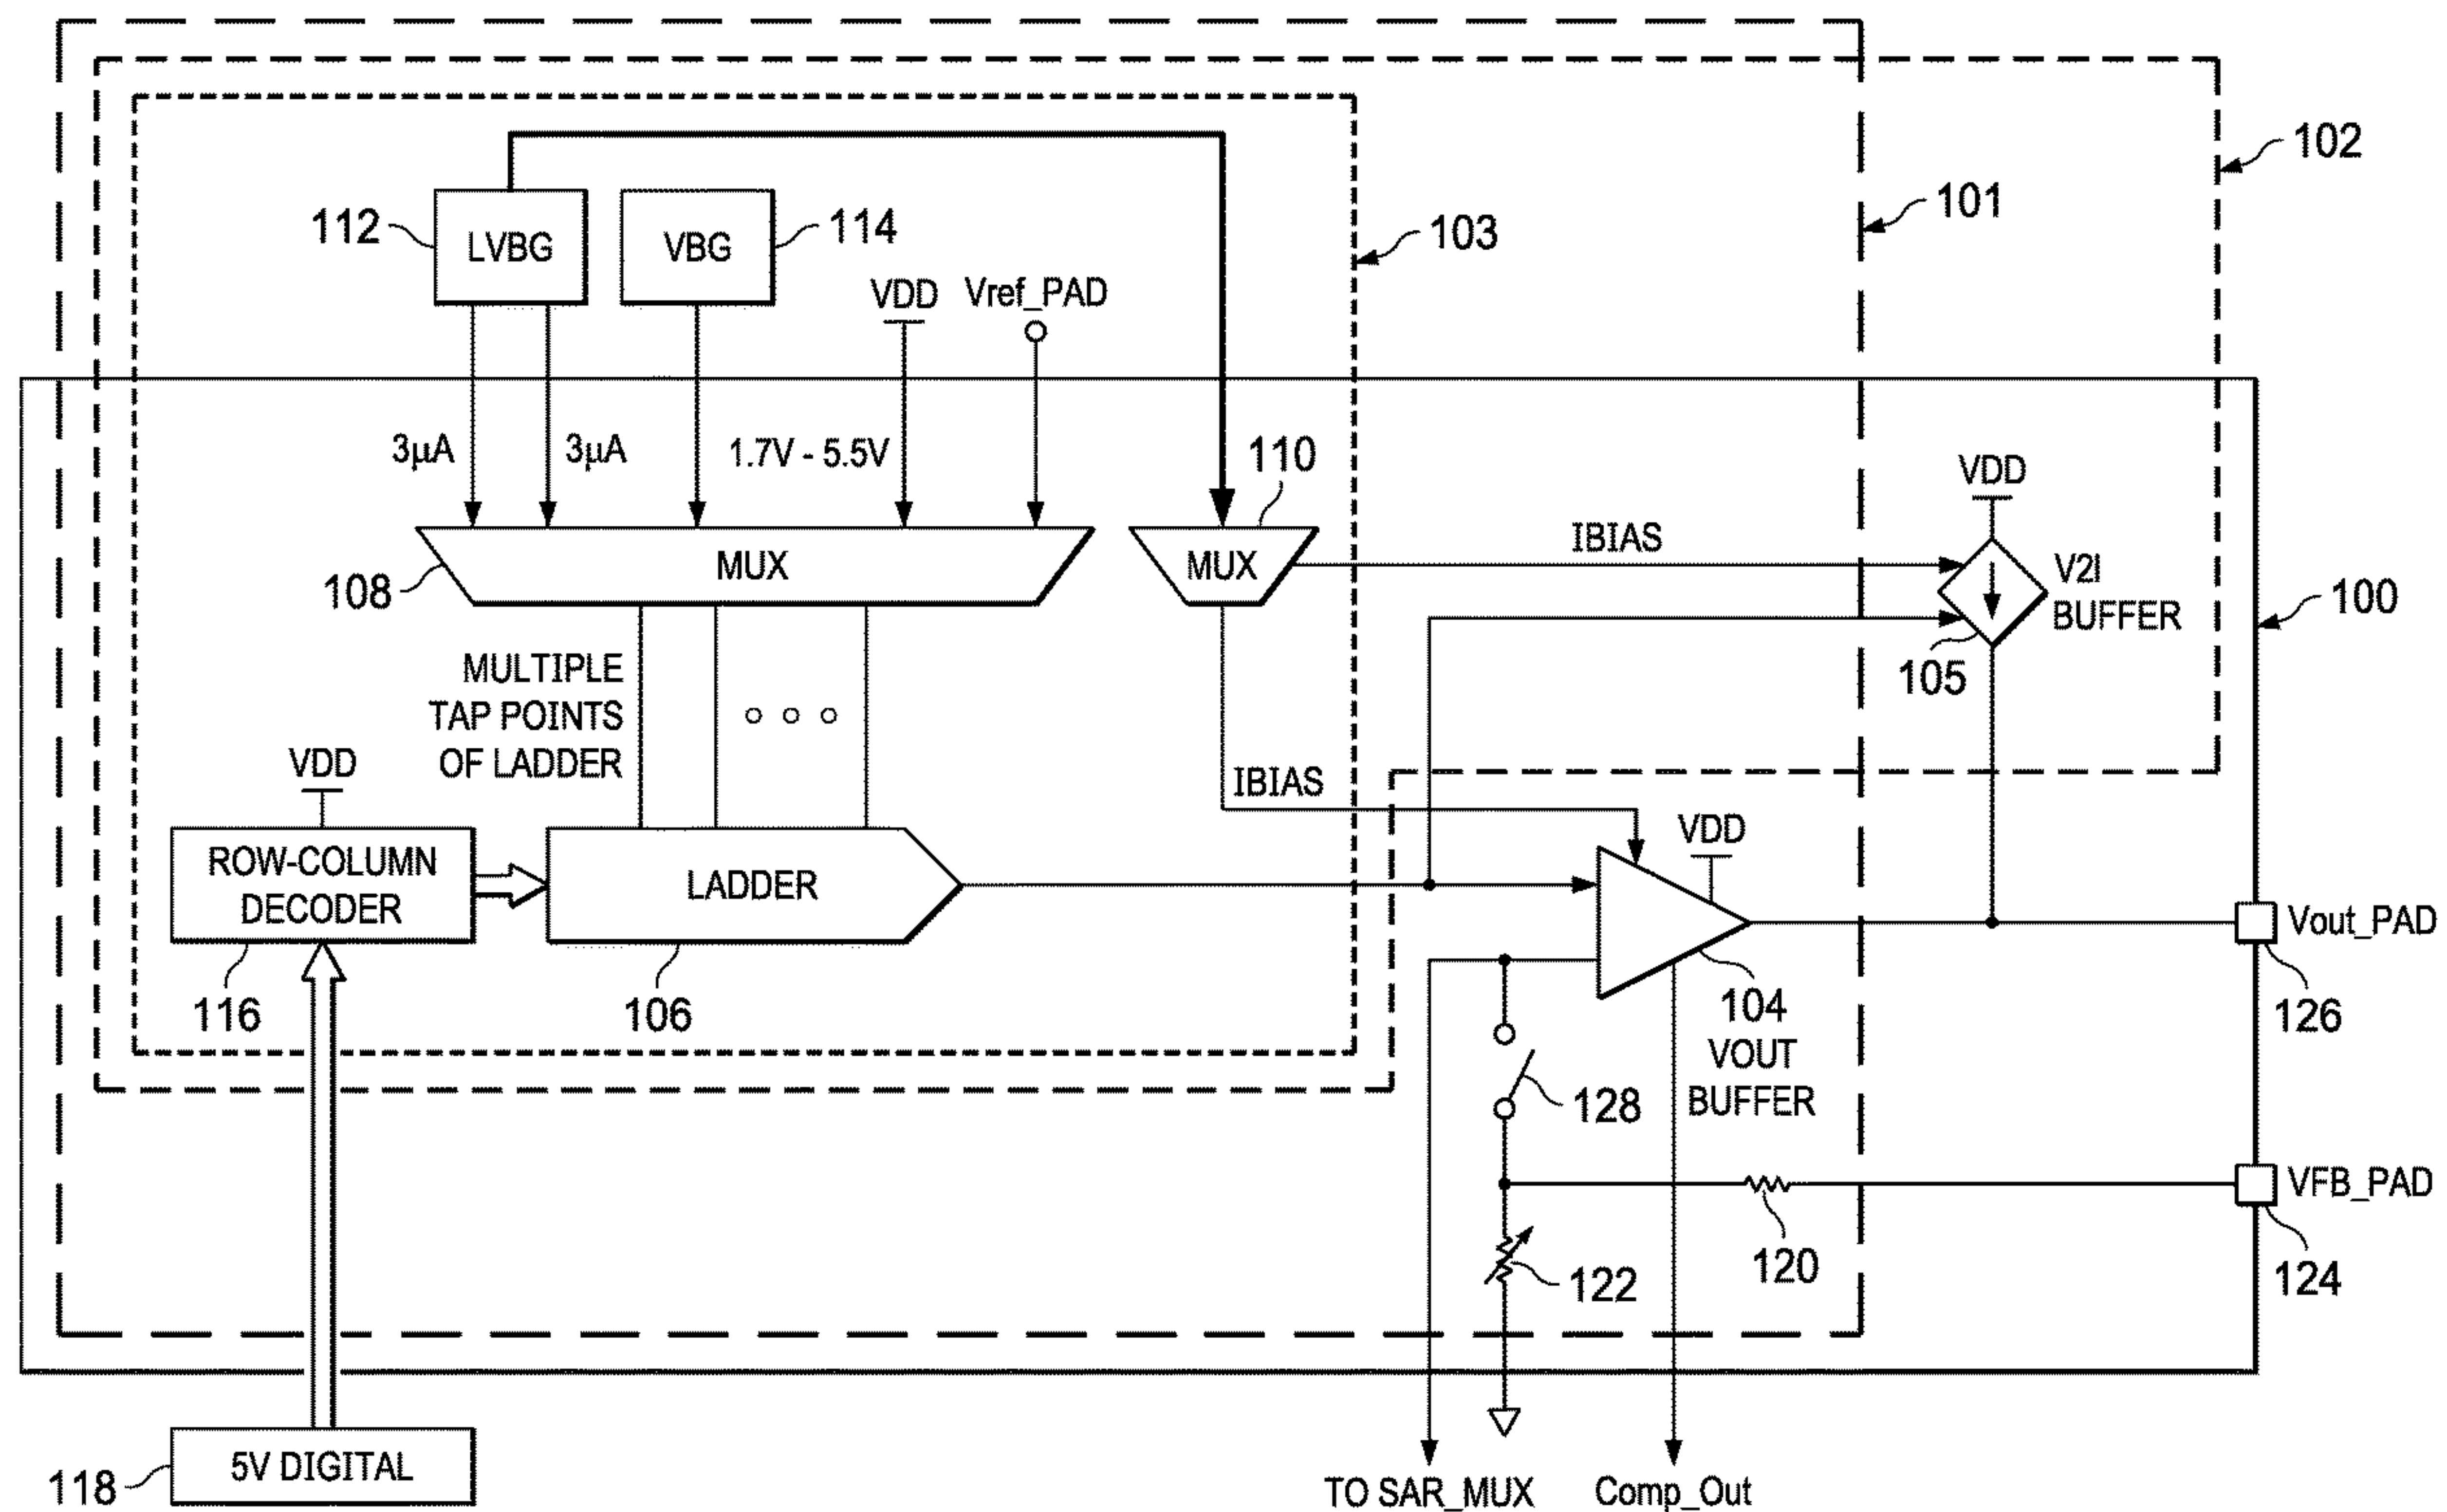 102
101
103
112
LVBG
VBG
114
VDD
Vref_PAD
3µA
3µA
1.7V - 5.5V
110
VDD
108
MUX
MUX
IBIAS
V2I
BUFFER
100
105
MULTIPLE
TAP POINTS
OF LADDER
VDD
IBIAS
VDD
ROW-COLUMN
DECODER
LADDER
116
106
104
VOUT
BUFFER
Vout_PAD
126
128
VFB_PAD
120
122
124
118
5V DIGITAL
TO SAR_MUX
Comp_Out